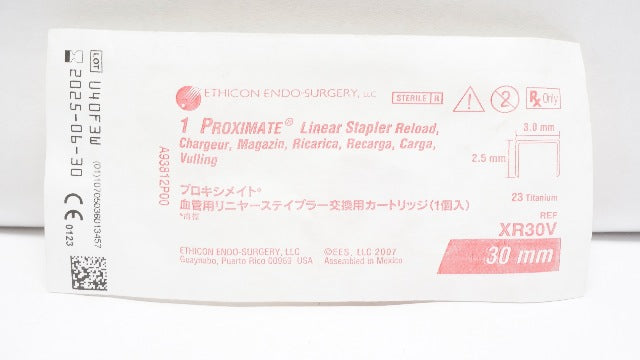 ETHICON ENDO-SURGERY, LLC
STERILE R
2
Rx Only
1 PROXIMATE® Linear Stapler Reload,
Chargeur, Magazin, Ricarica, Recarga, Carga,
Vulling
3.0 mm
2.5 mm
23 Titanium
プロキシメイト®
血管用リニヤーステイプラー交換用カートリッジ(1個入)
REF
XR30V
30 mm
ETHICON ENDO-SURGERY, LLC
Guaynabo, Puerto Rico 00969 USA
©EES, LLC 2007
Assembled in Mexico
A93812P00
LOT U40F3W
2025-06-30
(01)10705036013457
CE
0123